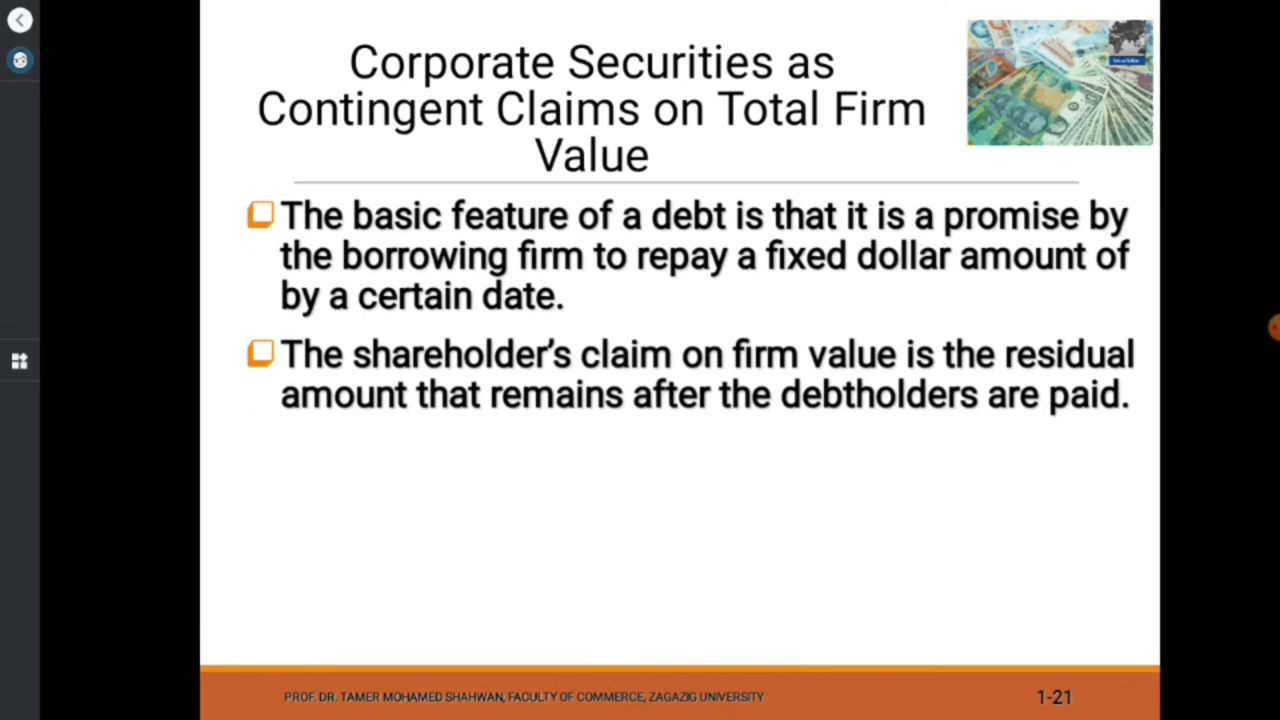 Corporate Securities as
Contingent Claims on Total Firm
Value
The basic feature of a debt is that it is a promise by
the borrowing firm to repay a fixed dollar amount of
by a certain date.
The shareholder’s claim on firm value is the residual
amount that remains after the debtholders are paid.
PROF. DR. TAMER MOHAMED SHAHWAN, FACULTY OF COMMERCE, ZAGAZIG UNIVERSITY
1-21